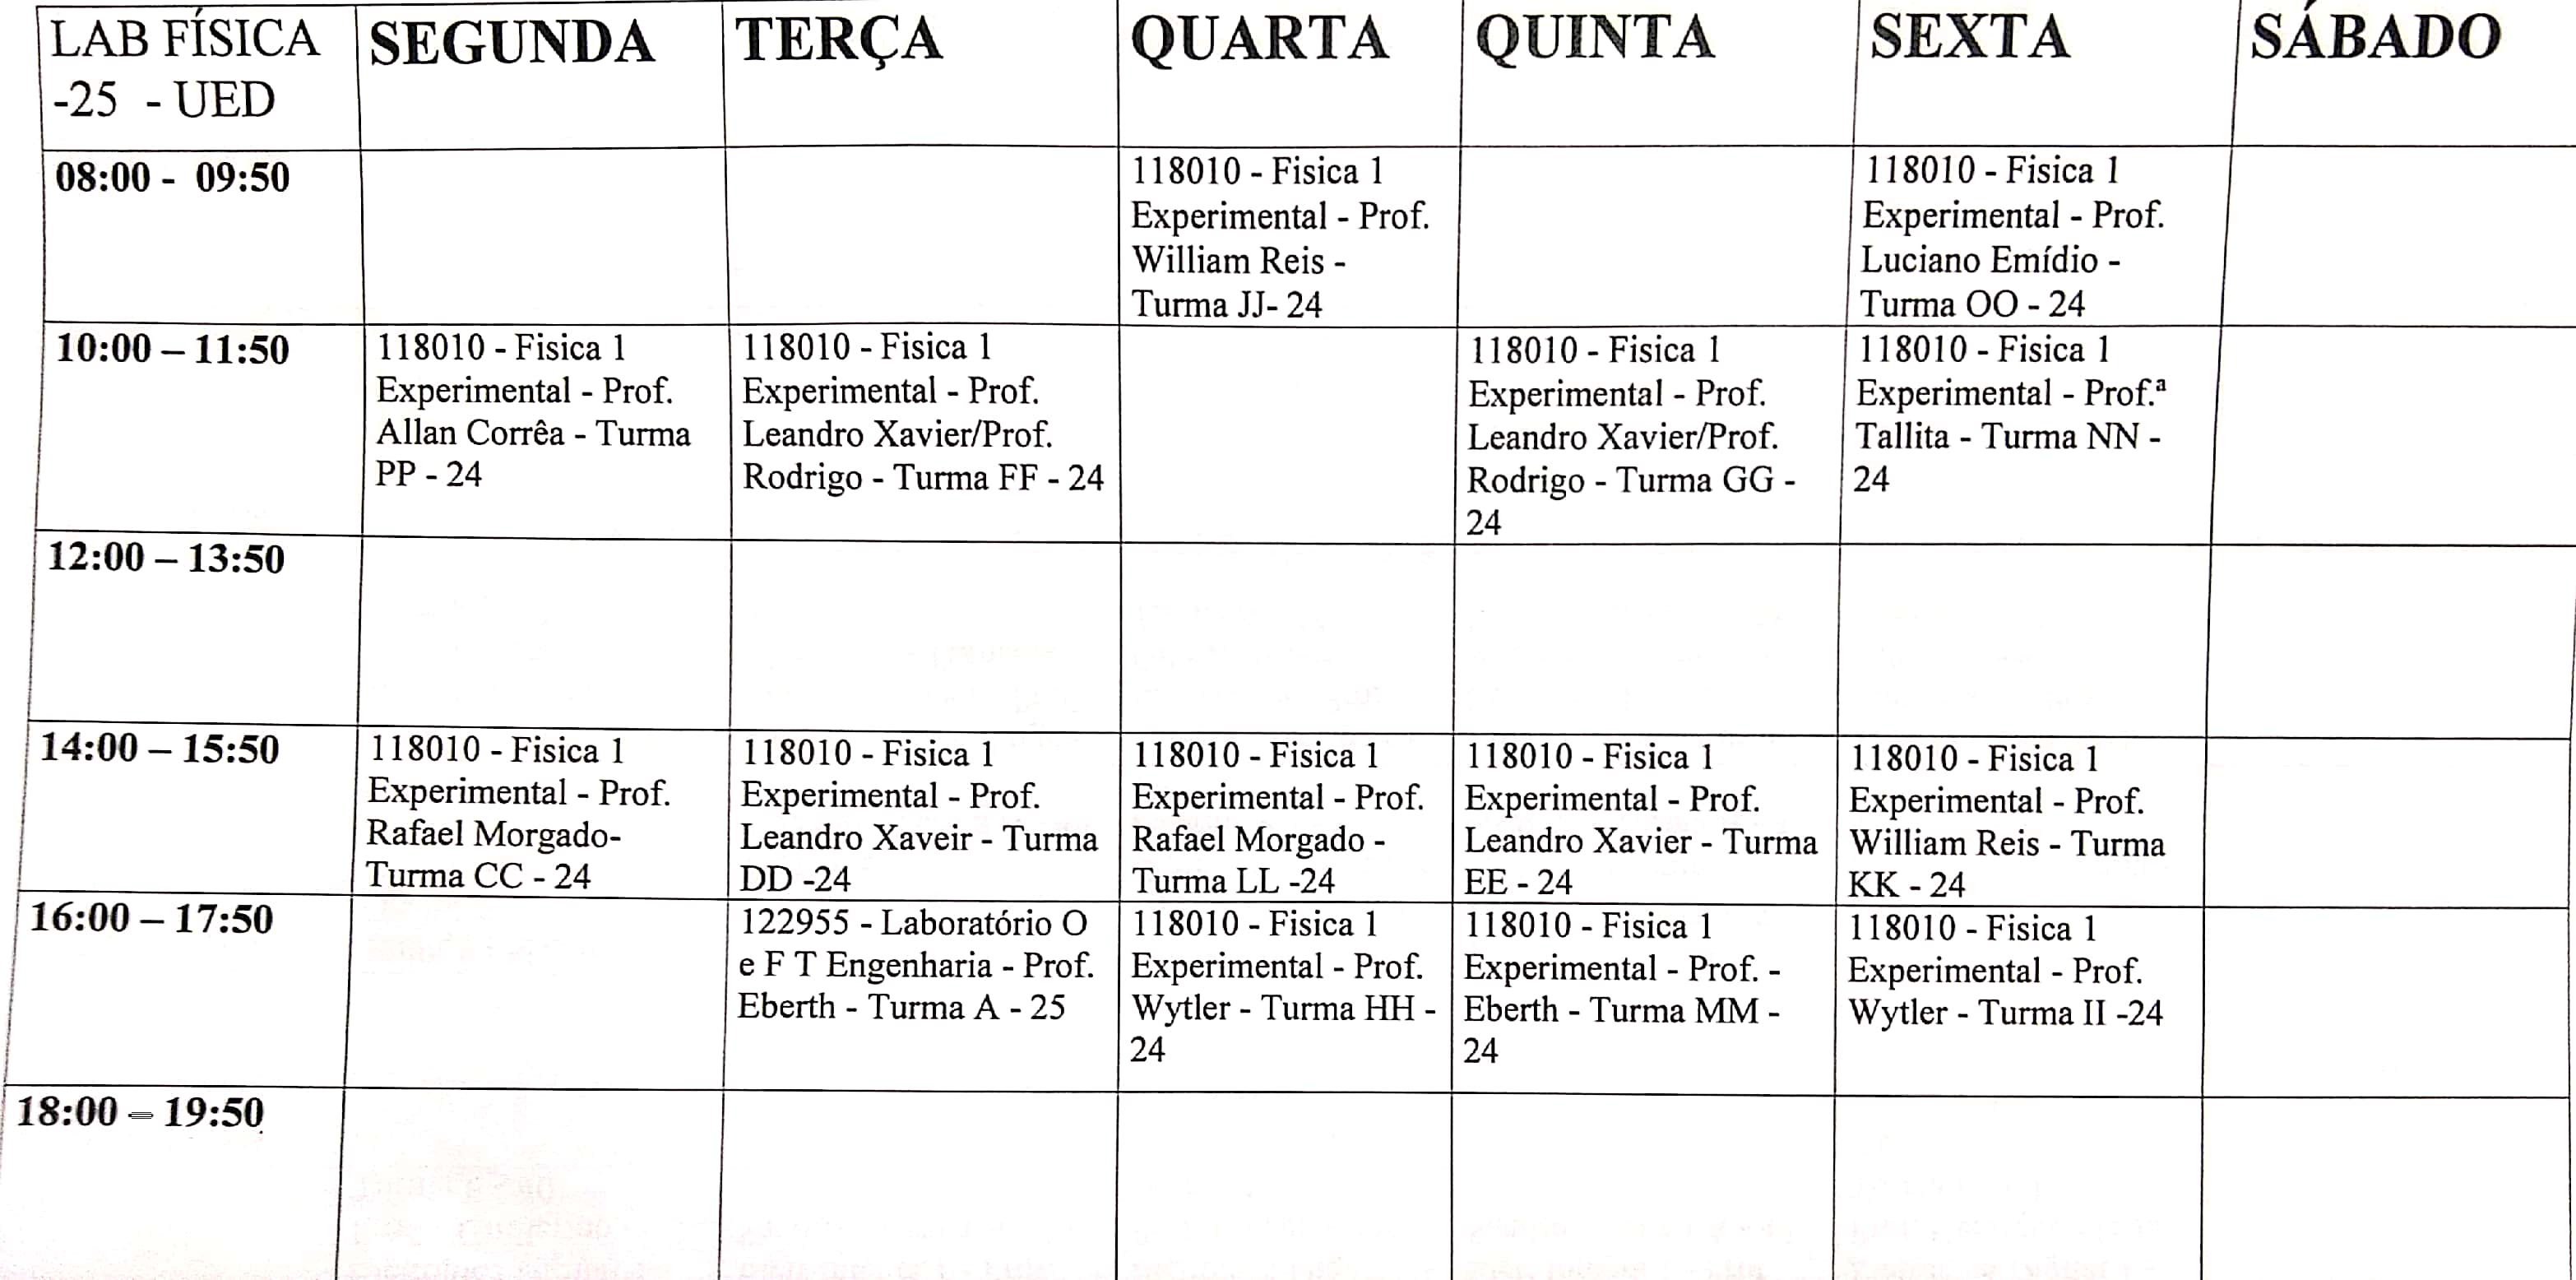 LAB FÍSICA
-25 - UED
SEGUNDA
TERÇA
QUARTA
QUINTA
SEXTA
SÁBADO
08:00 - 09:50
118010 - Fisica 1
Experimental - Prof.
William Reis -
Turma JJ- 24
118010 - Fisica 1
Experimental - Prof.
Luciano Emídio -
Turma OO - 24
10:00 – 11:50
118010 - Fisica 1
Experimental - Prof.
Allan Corrêa - Turma
PP - 24
118010 - Fisica 1
Experimental - Prof.
Leandro Xavier/Prof.
Rodrigo - Turma FF - 24
118010 - Fisica 1
Experimental - Prof.
Leandro Xavier/Prof.
Rodrigo - Turma GG -
24
118010 - Fisica 1
Experimental - Prof.ª
Tallita - Turma NN -
24
12:00 – 13:50
14:00 – 15:50
118010 - Fisica 1
Experimental - Prof.
Rafael Morgado-
Turma CC - 24
118010 - Fisica 1
Experimental - Prof.
Leandro Xaveir - Turma
DD -24
118010 - Fisica 1
Experimental - Prof.
Rafael Morgado -
Turma LL -24
118010 - Fisica 1
Experimental - Prof.
Leandro Xavier - Turma
EE - 24
118010 - Fisica 1
Experimental - Prof.
William Reis - Turma
KK - 24
16:00 – 17:50
122955 - Laboratório O
e F T Engenharia - Prof.
Eberth - Turma A - 25
118010 - Fisica 1
Experimental - Prof.
Wytler - Turma HH -
24
118010 - Fisica 1
Experimental - Prof. -
Eberth - Turma MM -
24
118010 - Fisica 1
Experimental - Prof.
Wytler - Turma II -24
18:00 – 19:50